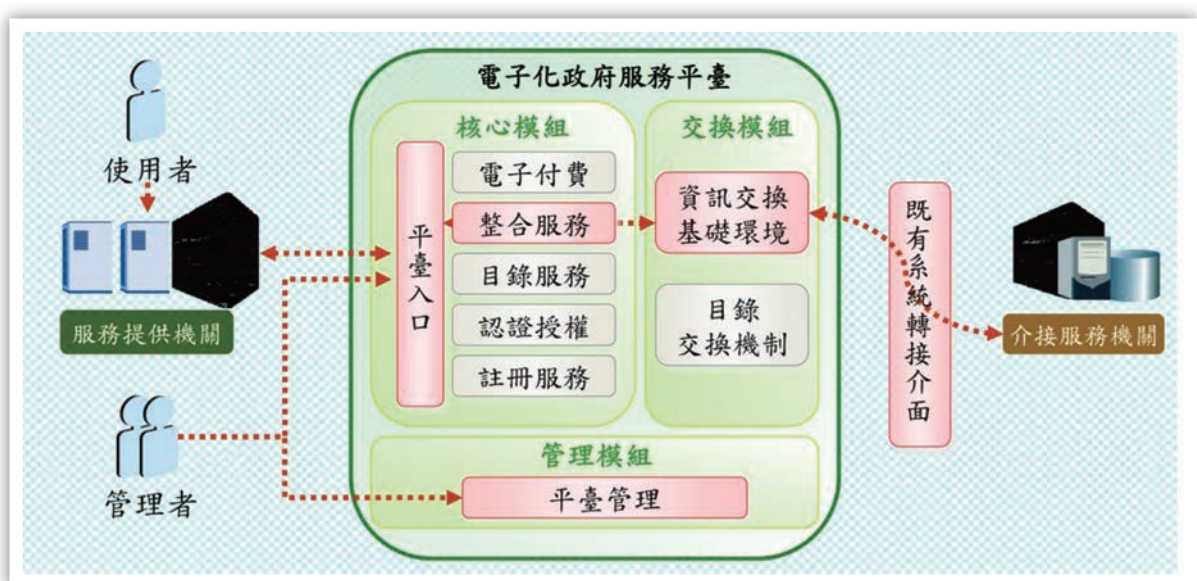 電子化政府服務平臺
使用者
服務提供機關
管理者
核心模組
平臺入口
電子付費
整合服務
目錄服務
認證授權
註冊服務
交換模組
資訊交換
基礎環境
目錄
交換機制
管理模組
平臺管理
既有系統轉接介面
介接服務機關